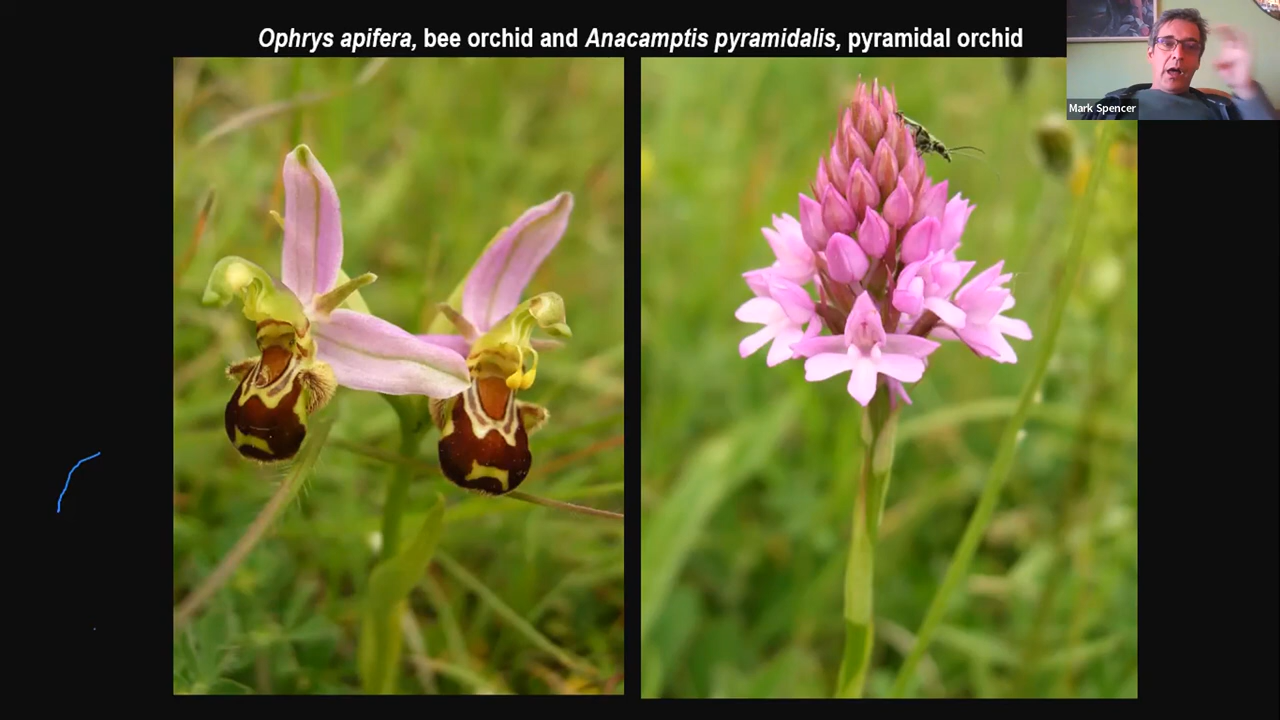 Ophrys apifera, bee orchid and Anacamptis pyramidalis, pyramidal orchid
Mark Spencer